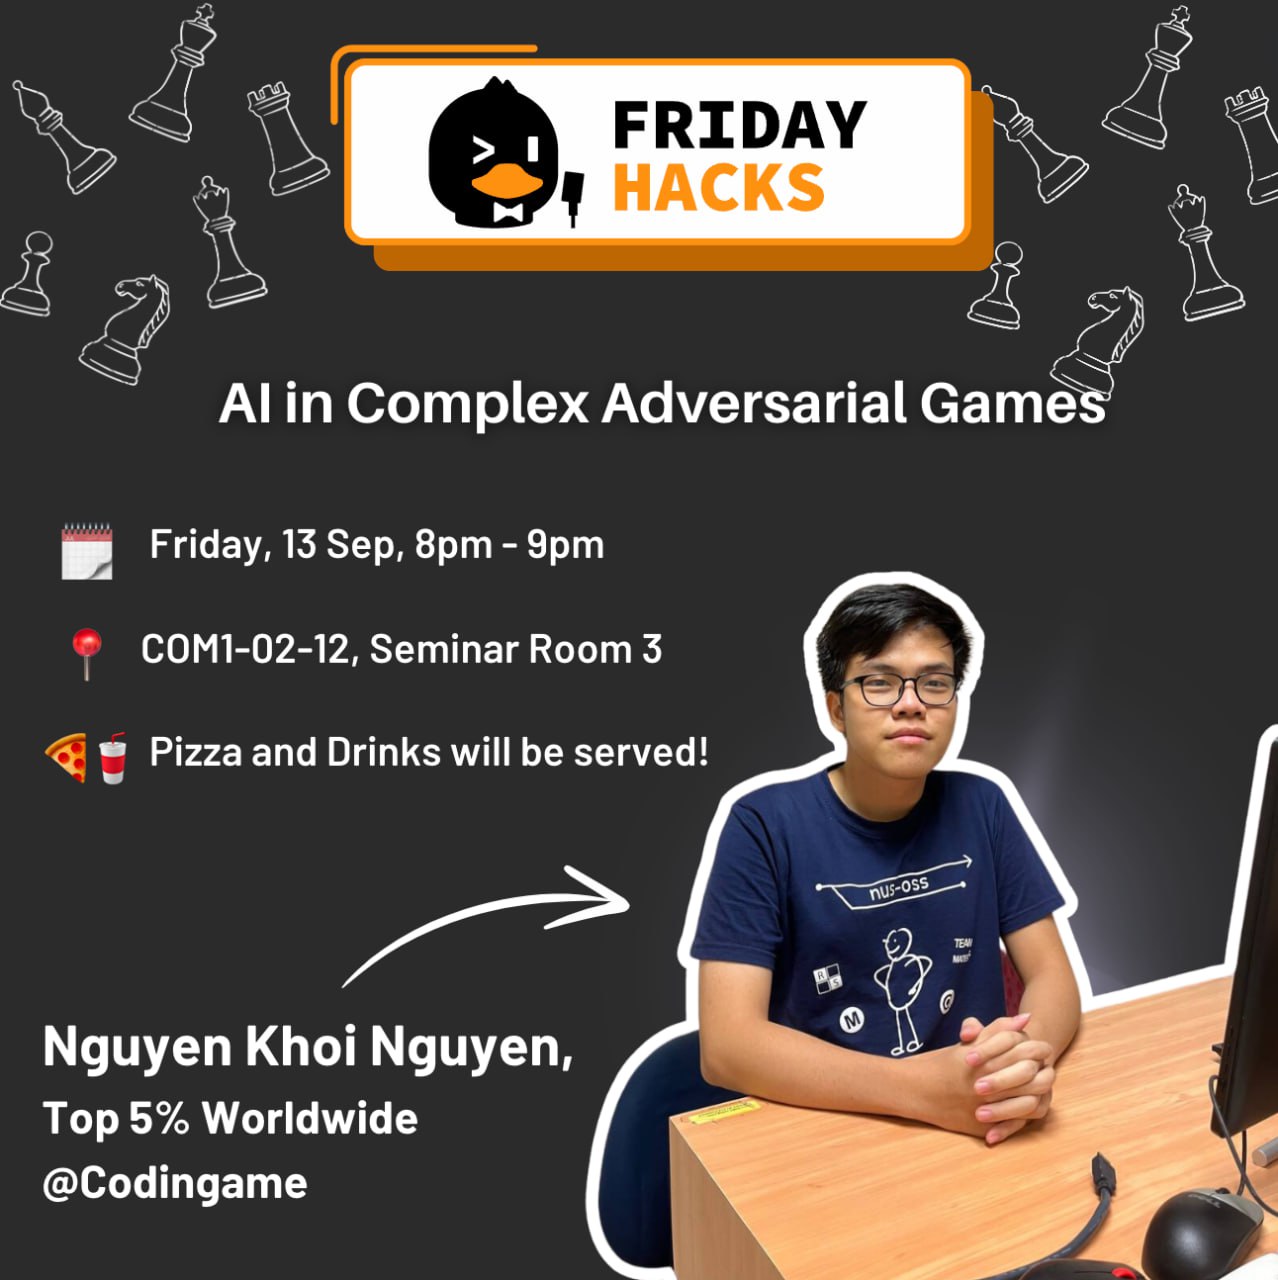 FRIDAY
HACKS
AI in Complex Adversarial Games
Friday, 13 Sep, 8pm - 9pm
COM1-02-12, Seminar Room 3
Pizza and Drinks will be served!
nus-oss
TEAM
R
S
M
@
Nguyen Khoi Nguyen,
Top 5% Worldwide
@Codingame